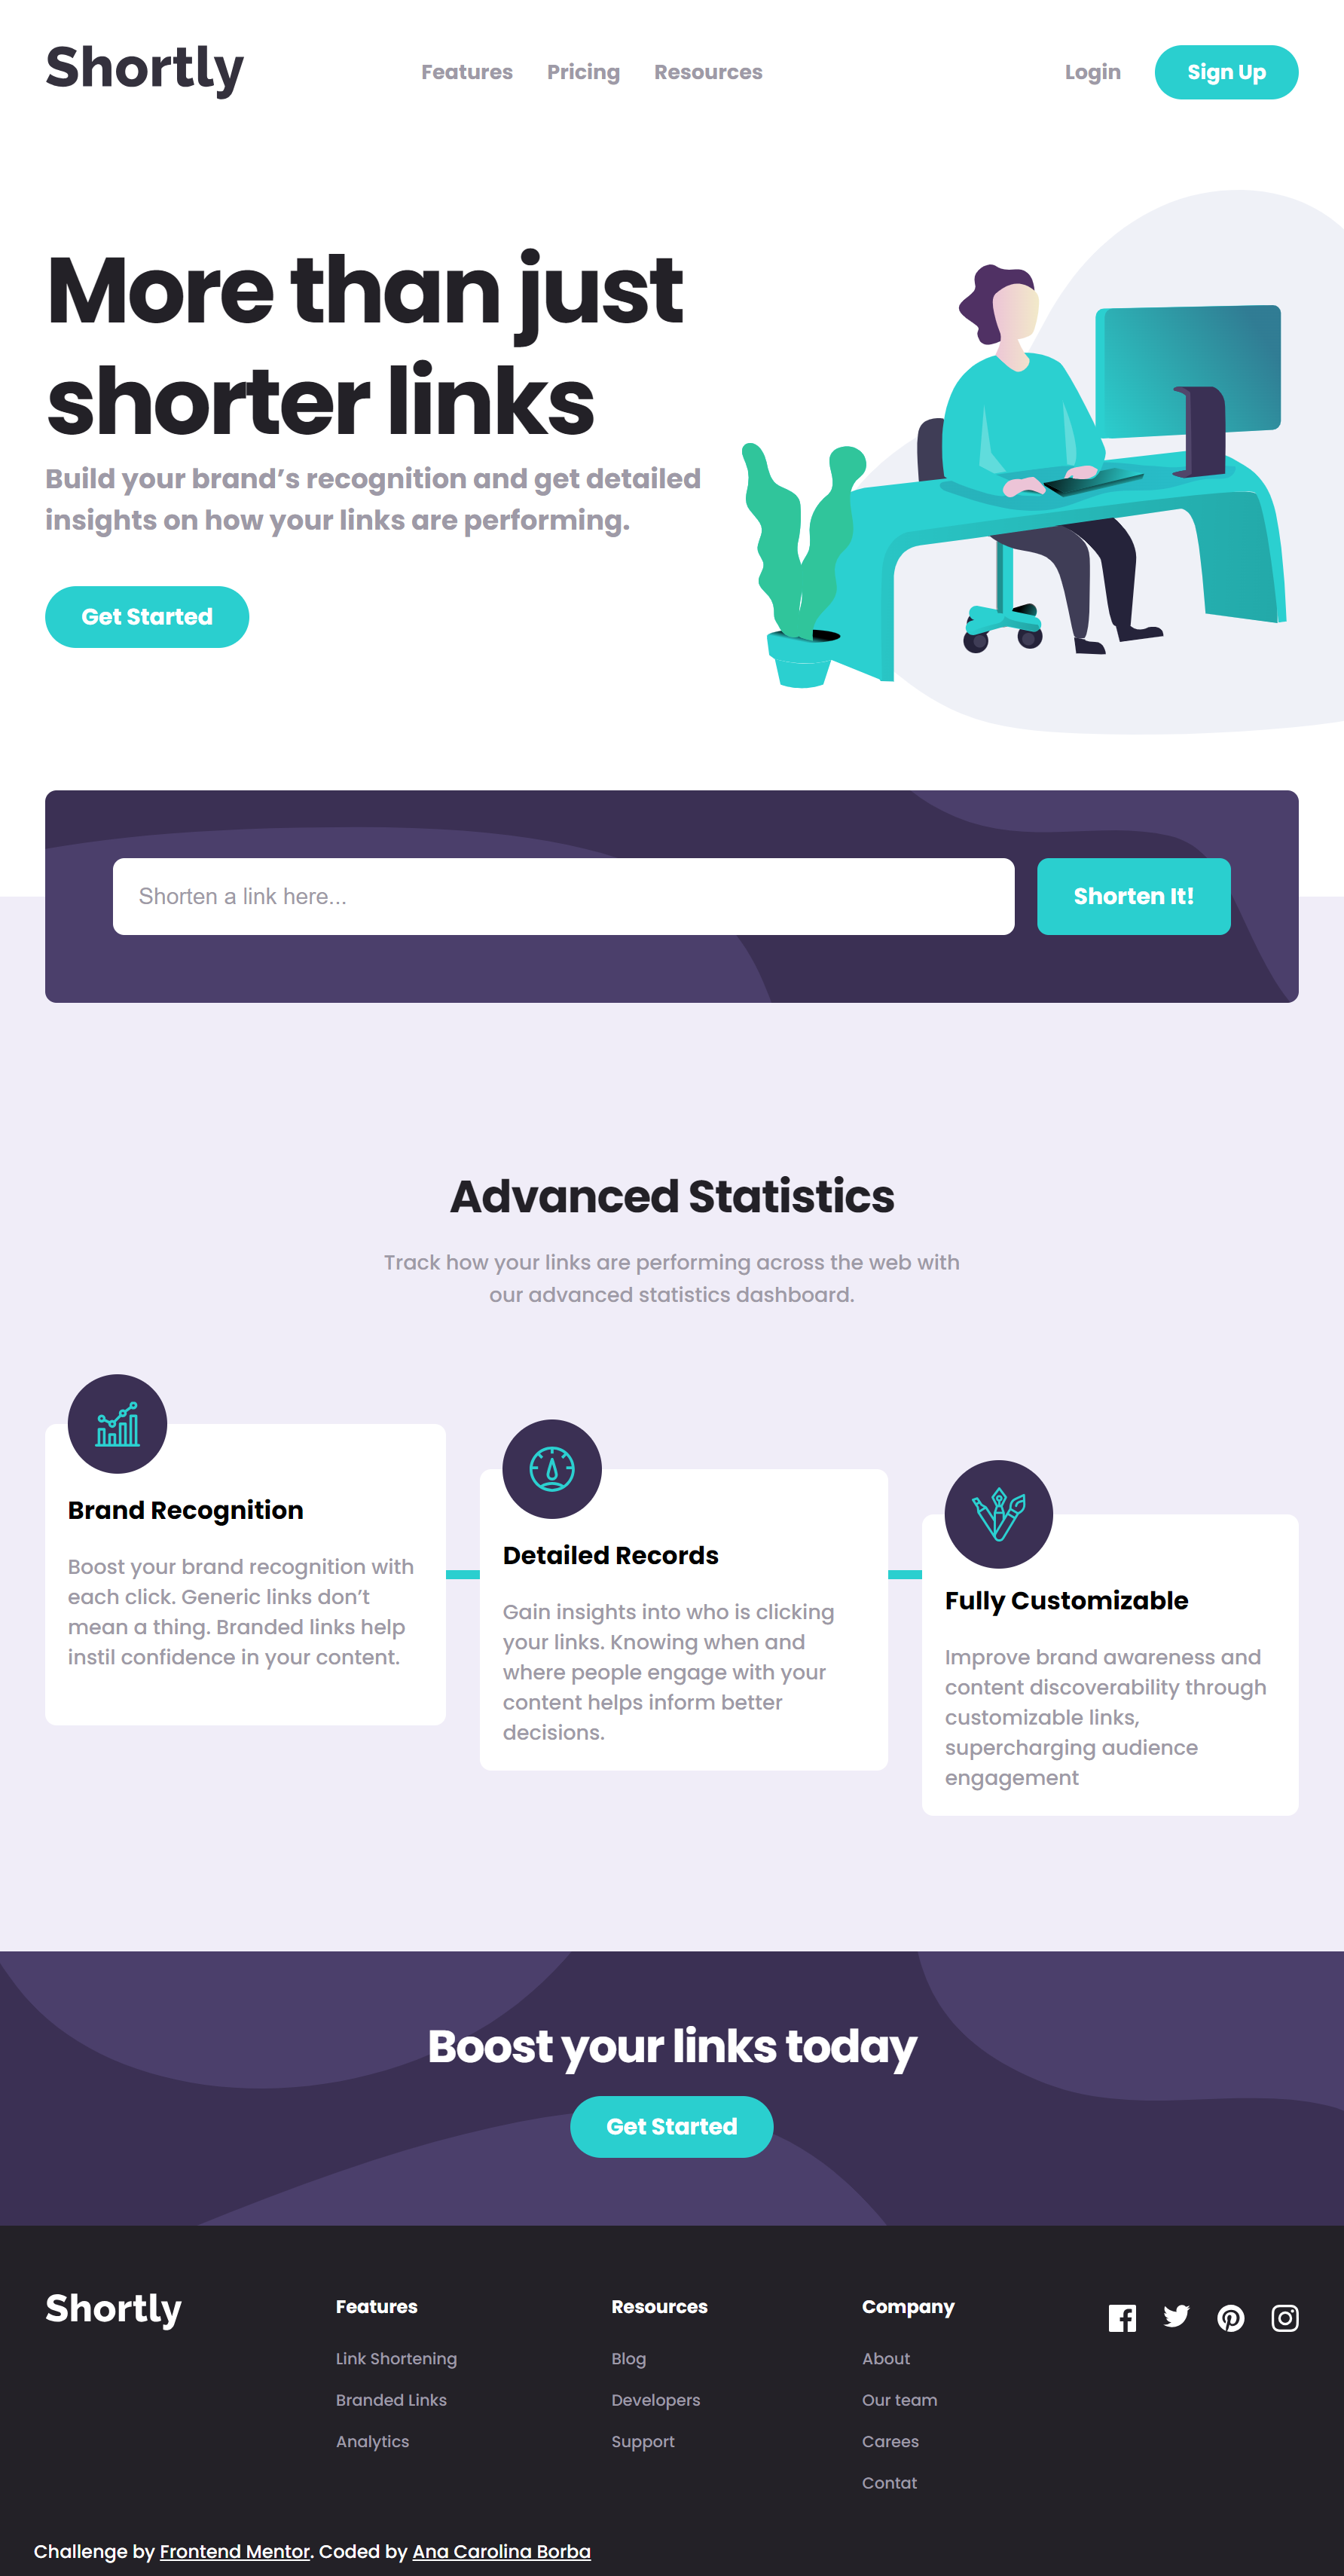 Shortly
Features Pricing Resources
Login Sign Up
More than just
shorter links
Build your brand’s recognition and get detailed
insights on how your links are performing.
Get Started
Shorten a link here...
Shorten It!
Advanced Statistics
Track how your links are performing across the web with
our advanced statistics dashboard.
Brand Recognition
Boost your brand recognition with
each click. Generic links don’t
mean a thing. Branded links help
instil confidence in your content.
Detailed Records
Gain insights into who is clicking
your links. Knowing when and
where people engage with your
content helps inform better
decisions.
Fully Customizable
Improve brand awareness and
content discoverability through
customizable links,
supercharging audience
engagement
Boost your links today
Get Started
Shortly
Features
Link Shortening
Branded Links
Analytics
Resources
Blog
Developers
Support
Company
About
Our team
Carees
Contat
Challenge by Frontend Mentor. Coded by Ana Carolina Borba